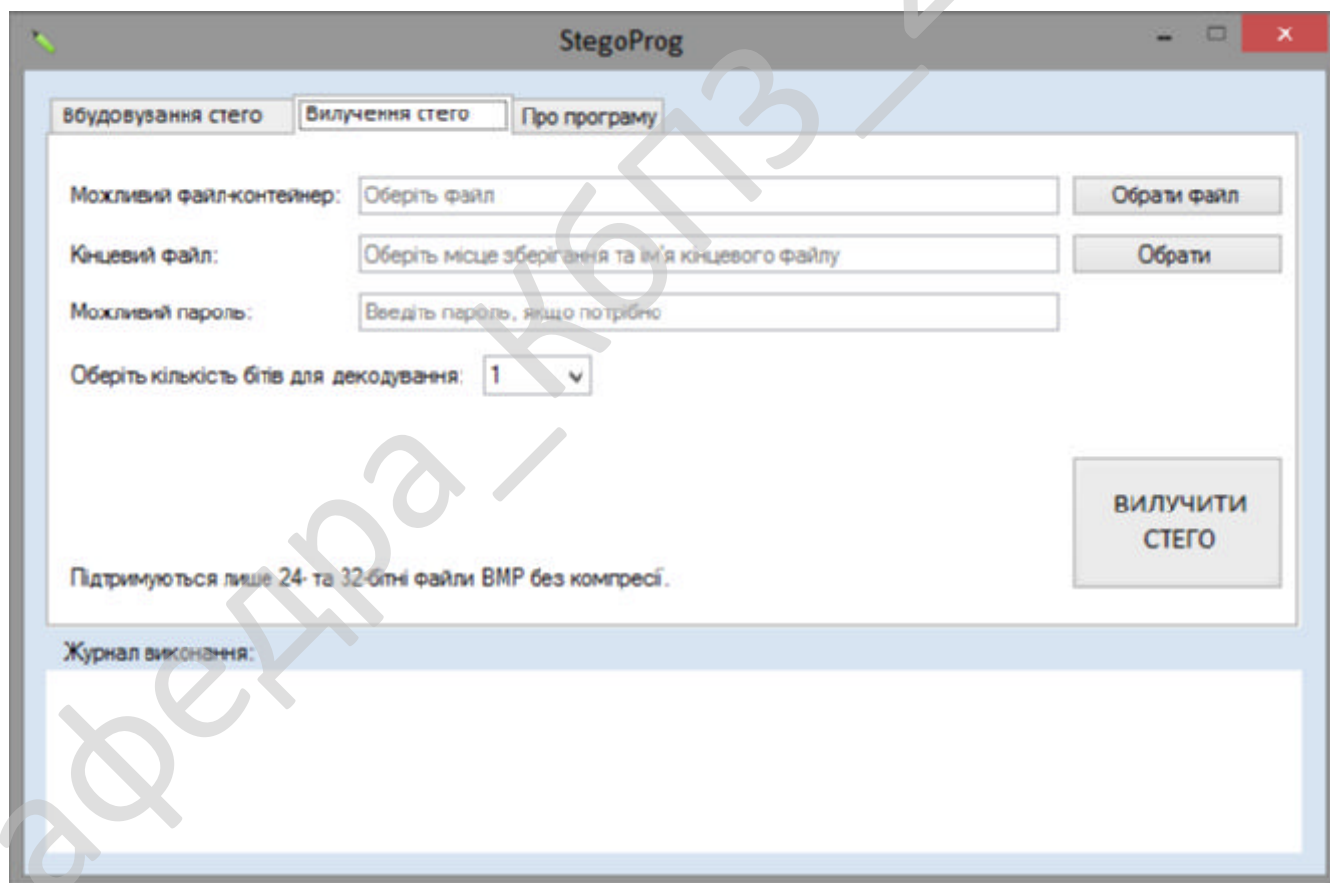 StegoProg
Вбудовування стего Вилучення стего Про програму
Можливий файл-контейнер: Оберіть файл Обрати файл
Кінцевий файл: Оберіть місце зберігання та ім'я кінцевого файлу Обрати
Можливий пароль: Введіть пароль, якщо потрібно
Оберіть кількість бітів для декодування: 1
ВИЛУЧИТИ
СТЕГО
Підтримуються лише 24- та 32-бітні файли BMP без компресії.
Журнал виконання:
афедра_КбПЗ_